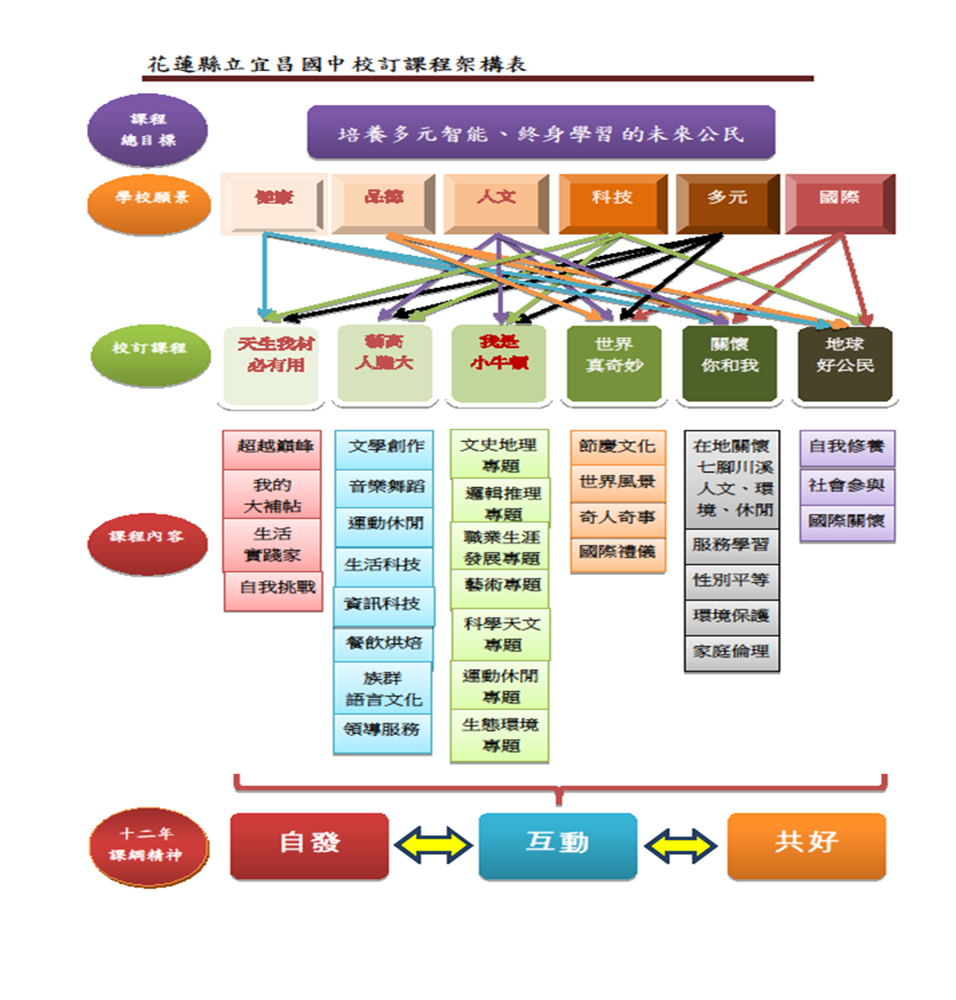 花蓮縣立宜昌國中校訂課程架構表
課程
總目標
培養多元智能、終身學習的未來公民
學校願景
健康
品德
人文
科技
多元
國際
校訂課程
天生我材
必有用
藝高
人膽大
我是
小牛頓
世界
真奇妙
關懷
你和我
地球
好公民
課程內容
超越巔峰
我的
大補帖
生活
實踐家
自我挑戰
文學創作
音樂舞蹈
運動休閒
生活科技
資訊科技
餐飲烘焙
族群
語言文化
領導服務
文史地理
專題
邏輯推理
專題
職業生涯
發展專題
藝術專題
科學天文
專題
運動休閒
專題
生態環境
專題
節慶文化
世界風景
奇人奇事
國際禮儀
在地關懷
七腳川溪
人文、環
境、休閒
服務學習
性別平等
環境保護
家庭倫理
自我修養
社會參與
國際關懷
十二年
課綱精神
自發
互動
共好